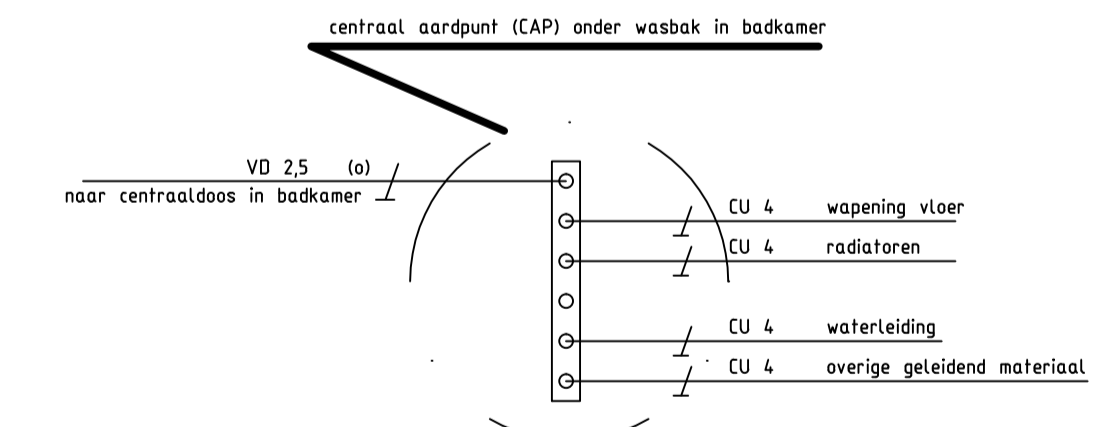 centraal aardpunt (CAP) onder wasbak in badkamer
VD 2,5 (o)
naar centraaldoos in badkamer
CU 4 wapening vloer
CU 4 radiatoren
CU 4 waterleiding
CU 4 overige geleidend materiaal